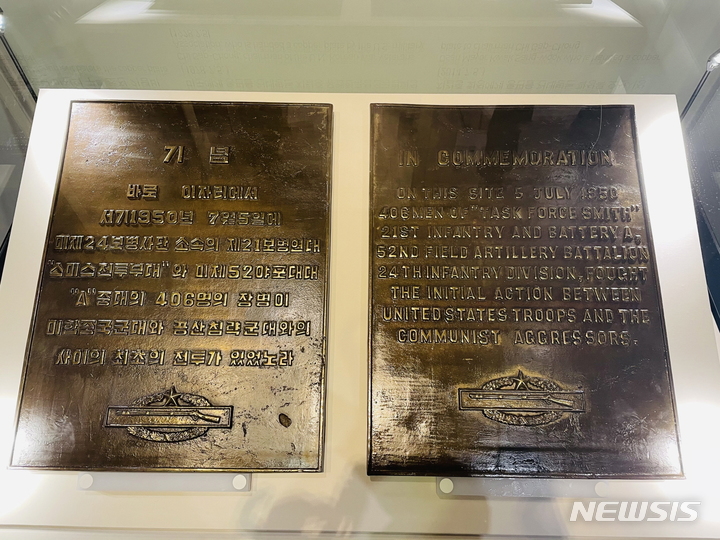 기 념
바로 이자리에서
서기1950년 7월5일에
미제24보병사단 소속의 제21보병연대
"스미스전투부대"와 미제52야포대대
"A"중대의 406명의 장병이
미합중국군대와 공산침략군대와의
사이의 최초의 전투가 있었노라
IN COMMEMORATION
ON THIS SITE 5 JULY 1950
406 MEN OF "TASK FORCE SMITH"
21ST INFANTRY AND BATTERY A,
52ND FIELD ARTILLERY BATTALION
24TH INFANTRY DIVISION, FOUGHT
THE INITIAL ACTION BETWEEN
UNITED STATES TROOPS AND THE
COMMUNIST AGGRESSORS.
NEWSIS